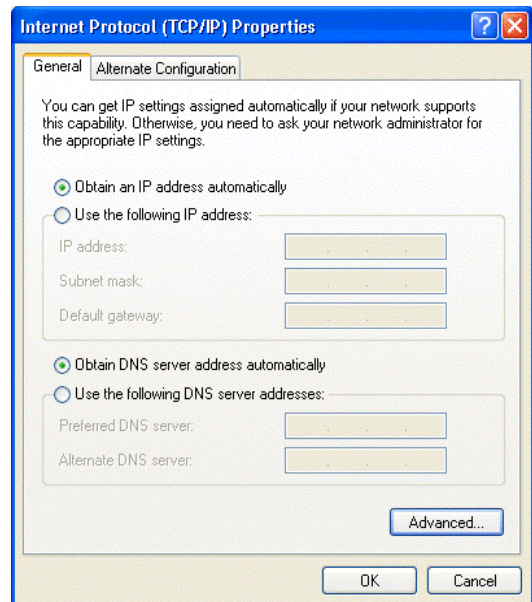 Internet Protocol (TCP/IP) Properties
General
Alternate Configuration
You can get IP settings assigned automatically if your network supports
this capability. Otherwise, you need to ask your network administrator for
the appropriate IP settings.
Obtain an IP address automatically
Use the following IP address:
IP address:
Subnet mask:
Default gateway:
Obtain DNS server address automatically
Use the following DNS server addresses:
Preferred DNS server:
Alternate DNS server:
Advanced...
OK
Cancel